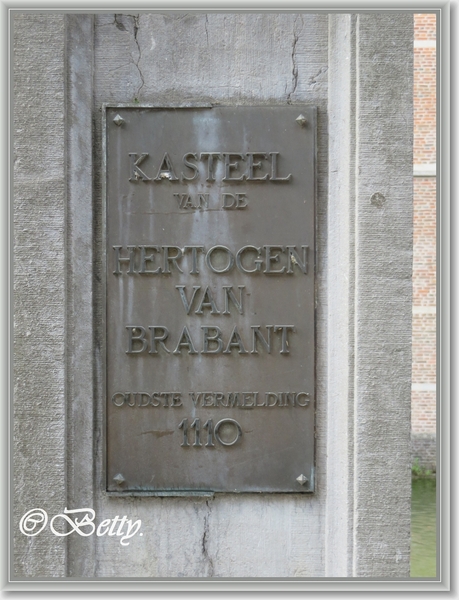 KASTEEL
VAN DE
HERTOGEN
VAN
BRABANT
OUDSTE VERMELDING
1110
© Betty.